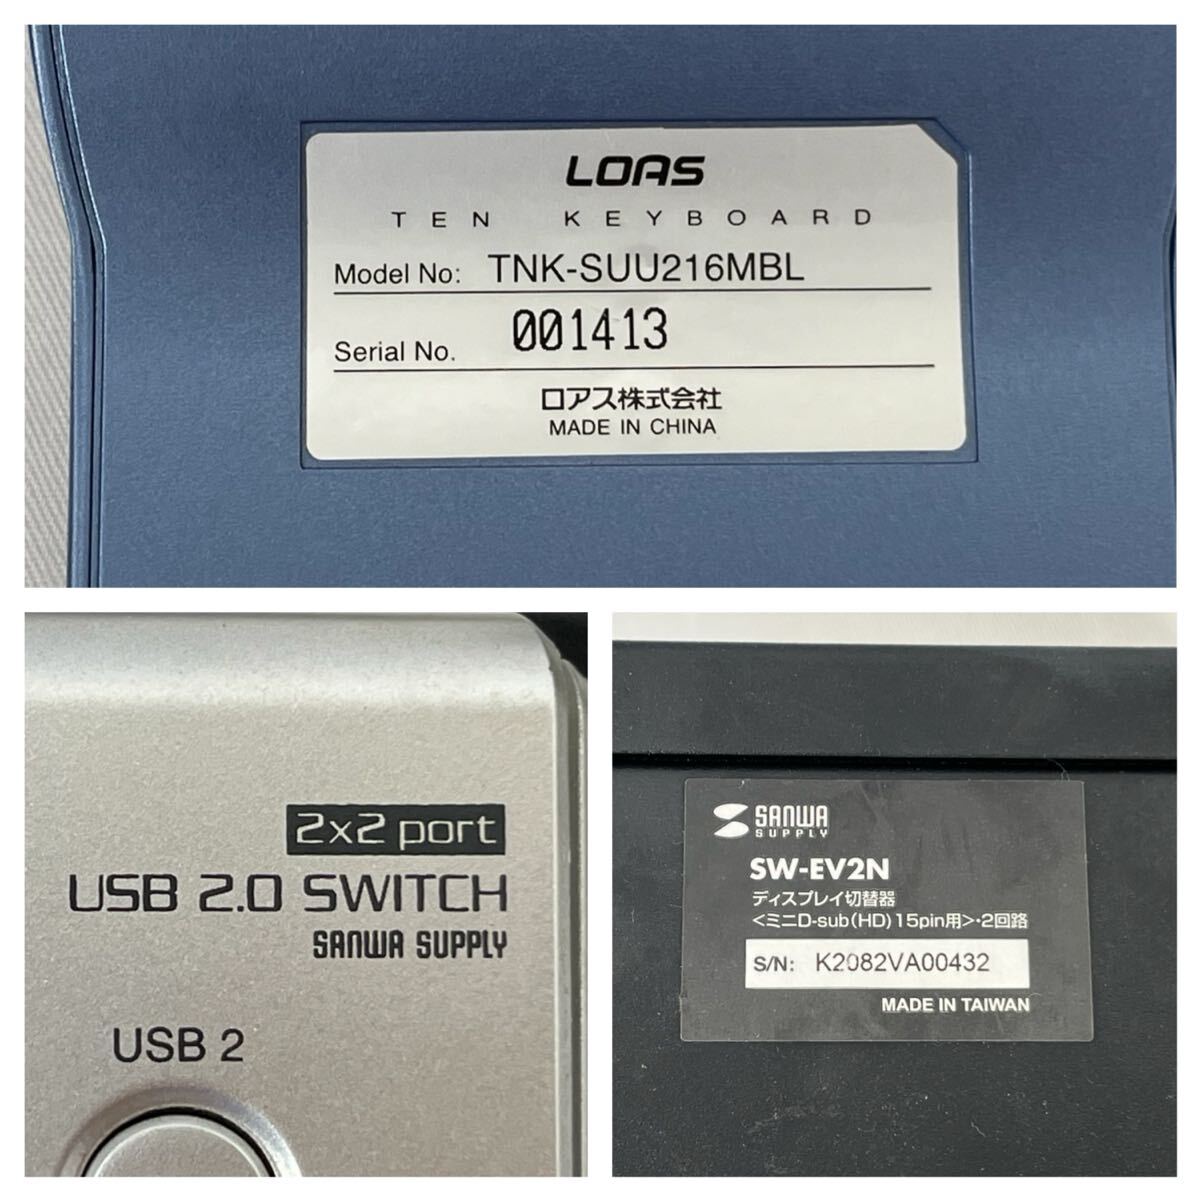 LOAS
TEN KEYBOARD
Model No: TNK-SUU216MBL
Serial No. 001413
ロアス株式会社
MADE IN CHINA
2x2 port
USB 2.0 SWITCH
SANWA SUPPLY
USB 2
SANWA
SUPPLY
SW-EV2N
ディスプレイ切替器
<ミニD-sub(HD)15pin用>・2回路
S/N: K2082VA00432
MADE IN TAIWAN